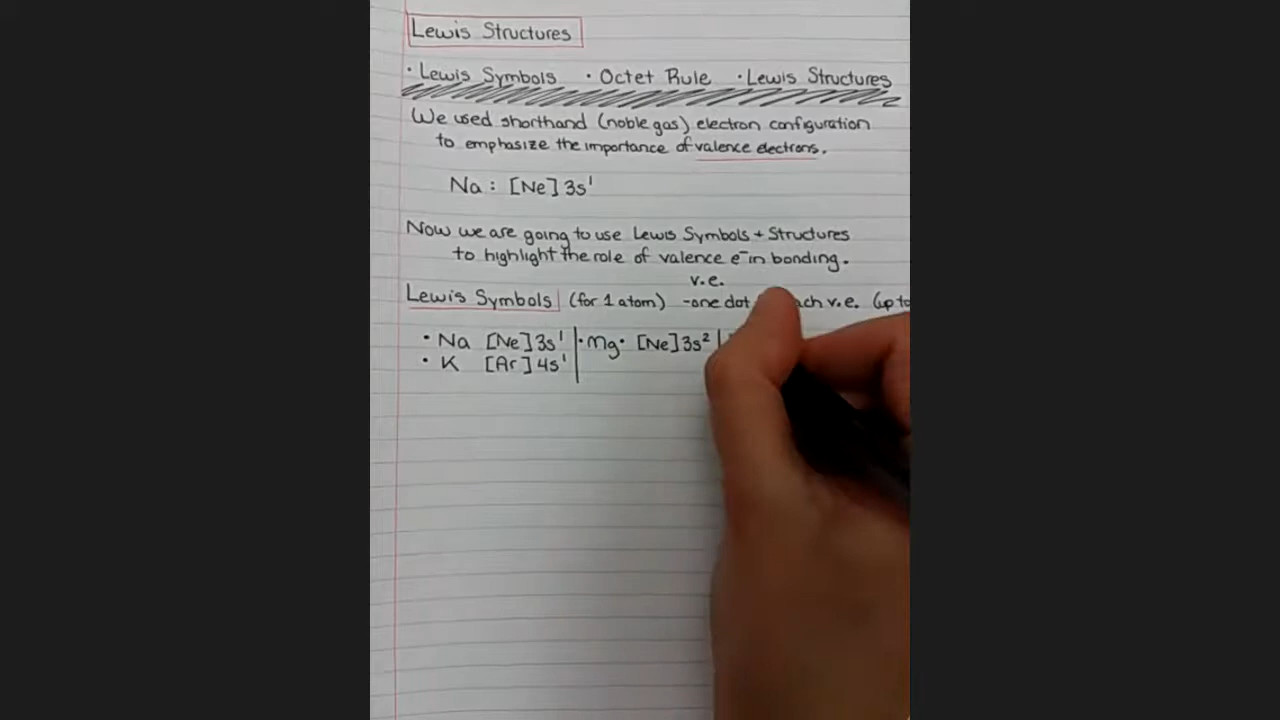 Lewis Structures
• Lewis Symbols • Octet Rule • Lewis Structures
We used shorthand (noble gas) electron configuration
to emphasize the importance of valence electrons.
Na : [Ne] 3s¹
Now we are going to use Lewis Symbols + Structures
to highlight the role of valence e⁻ in bonding.
v.e.
Lewis Symbols (for 1 atom) - one dot v.e. (up to
• Na [Ne] 3s¹ | • Mg • [Ne] 3s² |
• K [Ar] 4s¹